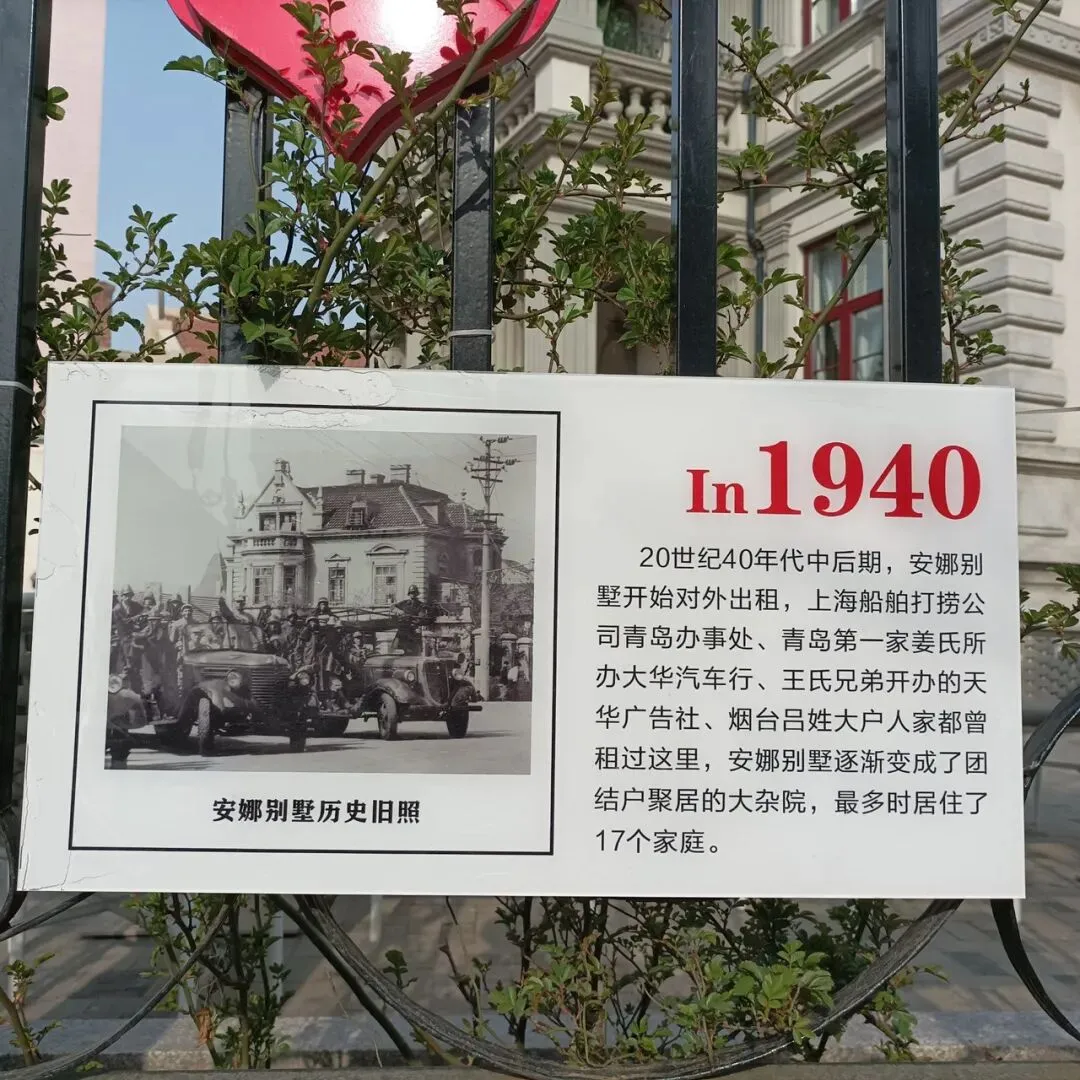 In 1940
20世纪40年代中后期，安娜别
墅开始对外出租，上海船舶打捞公
司青岛办事处、青岛第一家姜氏所
办大华汽车行、王氏兄弟开办的天
华广告社、烟台吕姓大户人家都曾
租过这里，安娜别墅逐渐变成了团
结户聚居的大杂院，最多时居住了
17个家庭。
安娜别墅历史旧照